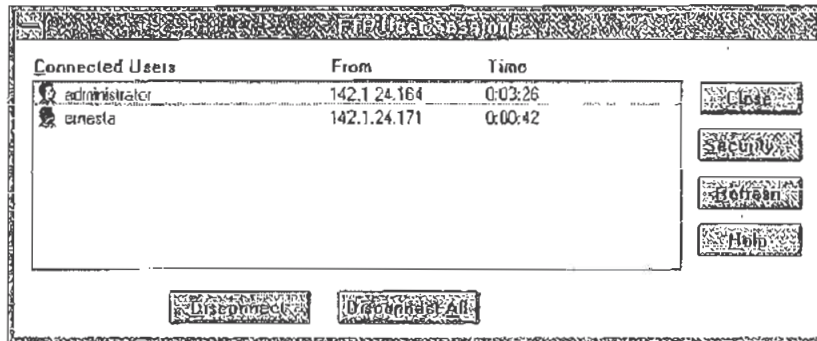 FTP User Sessions
Connected Users From Time
administrator 142.1.24.164 0:03:26
ernesta 142.1.24.171 0:00:42
Close
Security...
Refresh
Help
Disconnect
Disconnect All